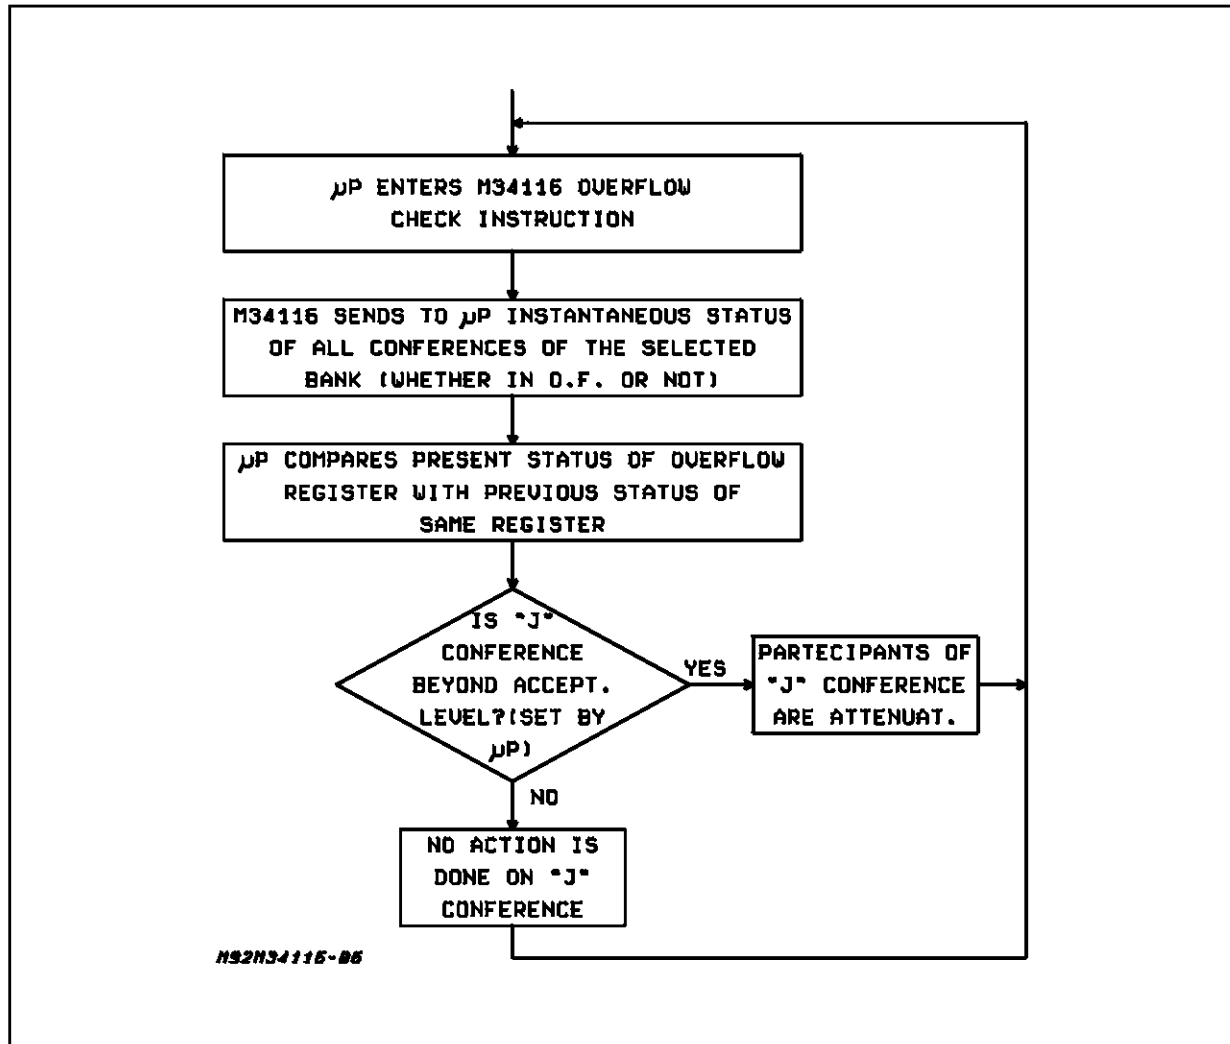 µP ENTERS M34116 OVERFLOW
CHECK INSTRUCTION
M34116 SENDS TO µP INSTANTANEOUS STATUS
OF ALL CONFERENCES OF THE SELECTED
BANK (WHETHER IN O.F. OR NOT)
µP COMPARES PRESENT STATUS OF OVERFLOW
REGISTER WITH PREVIOUS STATUS OF
SAME REGISTER
IS "J"
CONFERENCE
BEYOND ACCEPT.
LEVEL?(SET BY
µP)
YES
PARTECIPANTS OF
"J" CONFERENCE
ARE ATTENUAT.
NO
NO ACTION IS
DONE ON "J"
CONFERENCE
M92M34116-06